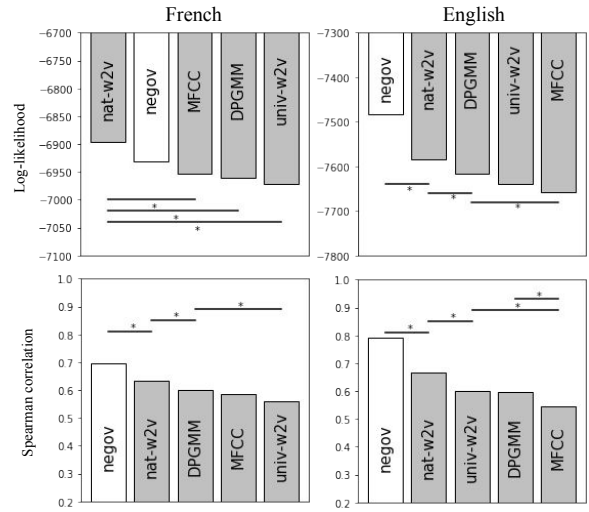 French
English
Log-likelihood
−6700
−6750
−6800
−6850
−6900
−6950
−7000
−7050
−7100
nat-w2v
negov
MFCC
DPGMM
univ-w2v
*
*
*
*
−7300
−7400
−7500
−7600
−7700
−7800
negov
nat-w2v
DPGMM
univ-w2v
MFCC
*
*
*
Spearman correlation
1.0
0.9
0.8
0.7
0.6
0.5
0.4
0.3
0.2
negov
nat-w2v
DPGMM
MFCC
univ-w2v
*
*
*
1.0
0.9
0.8
0.7
0.6
0.5
0.4
0.3
0.2
negov
nat-w2v
univ-w2v
DPGMM
MFCC
*
*
*
*